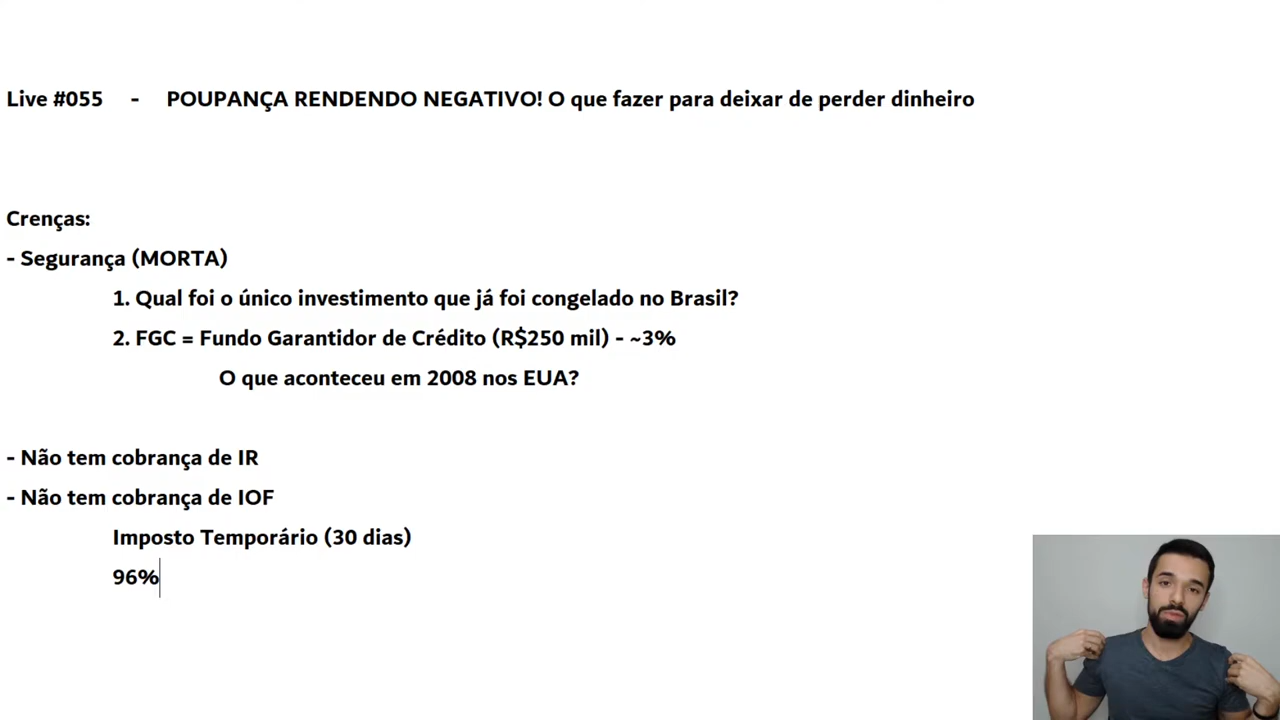 Live #055 - POUPANÇA RENDENDO NEGATIVO! O que fazer para deixar de perder dinheiro
Crenças:
- Segurança (MORTA)
1. Qual foi o único investimento que já foi congelado no Brasil?
2. FGC = Fundo Garantidor de Crédito (R$250 mil) - ~3%
O que aconteceu em 2008 nos EUA?
- Não tem cobrança de IR
- Não tem cobrança de IOF
Imposto Temporário (30 dias)
96%